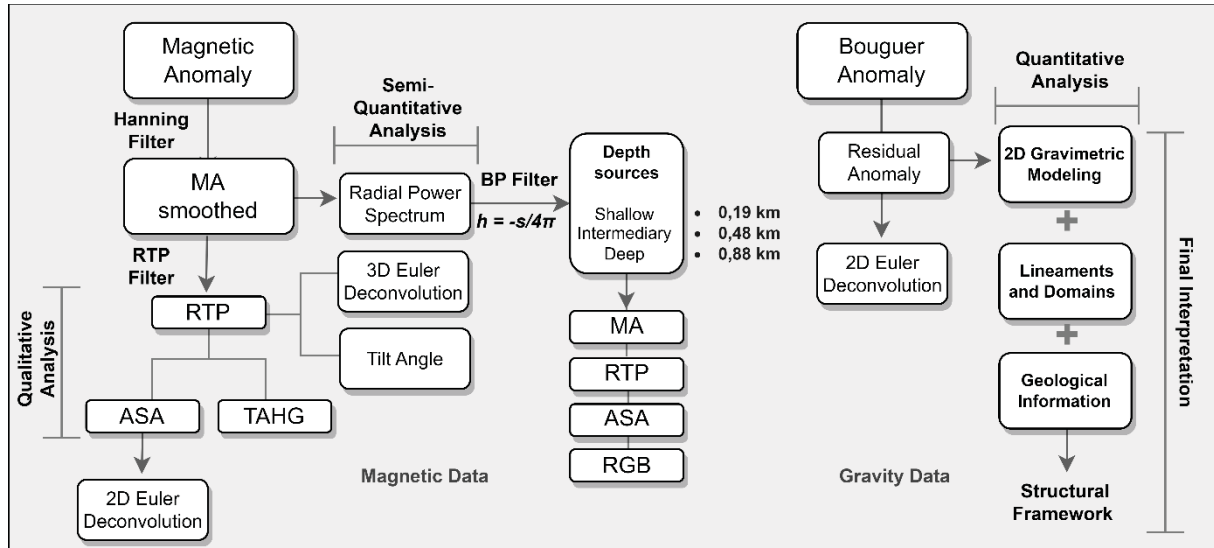 Magnetic
Anomaly
Hanning
Filter
MA
smoothed
RTP
Filter
RTP
Qualitative
Analysis
ASA
TAHG
2D Euler
Deconvolution
Semi-
Quantitative
Analysis
Radial Power
Spectrum
3D Euler
Deconvolution
Tilt Angle
BP Filter
h = -s/4π
Depth
sources
Shallow
Intermediary
Deep
• 0,19 km
• 0,48 km
• 0,88 km
MA
RTP
ASA
RGB
Magnetic Data
Bouguer
Anomaly
Residual
Anomaly
2D Euler
Deconvolution
Quantitative
Analysis
2D Gravimetric
Modeling
+
Lineaments
and Domains
+
Geological
Information
Structural
Framework
Final Interpretation
Gravity Data